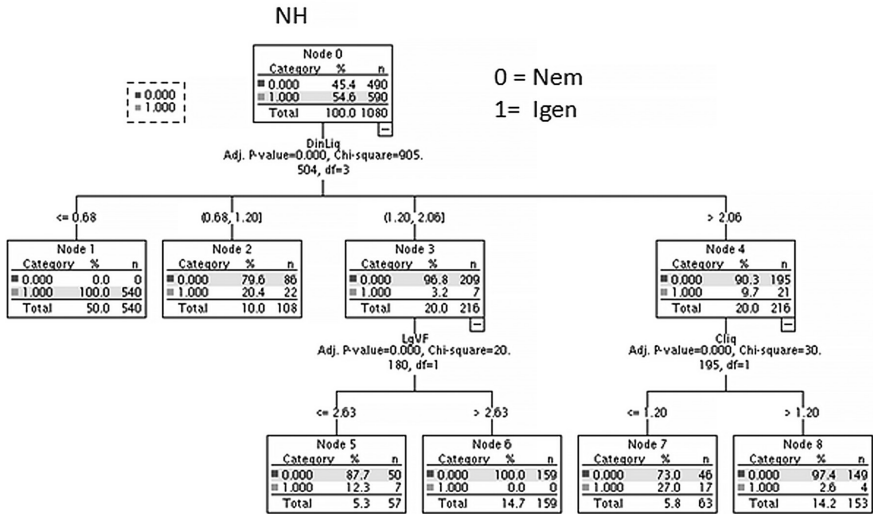 NH
Node 0
Category % n
0.000 45.4 490
1.000 54.6 590
Total 100.0 1080
0.000
1.000
0 = Nem
1= Igen
DinLiq
Adj. P-value=0.000, Chi-square=905.
504, df=3
<= 0.68
(0.68, 1.20]
(1.20, 2.06]
> 2.06
Node 1
Category % n
0.000 0.0 0
1.000 100.0 540
Total 50.0 540
Node 2
Category % n
0.000 79.6 86
1.000 20.4 22
Total 10.0 108
Node 3
Category % n
0.000 96.8 209
1.000 3.2 7
Total 20.0 216
Node 4
Category % n
0.000 90.3 195
1.000 9.7 21
Total 20.0 216
LgVF
Adj. P-value=0.000, Chi-square=20.
180, df=1
Cliq
Adj. P-value=0.000, Chi-square=30.
195, df=1
<= 2.63
> 2.63
<= 1.20
> 1.20
Node 5
Category % n
0.000 87.7 50
1.000 12.3 7
Total 5.3 57
Node 6
Category % n
0.000 100.0 159
1.000 0.0 0
Total 14.7 159
Node 7
Category % n
0.000 73.0 46
1.000 27.0 17
Total 5.8 63
Node 8
Category % n
0.000 97.4 149
1.000 2.6 4
Total 14.2 153